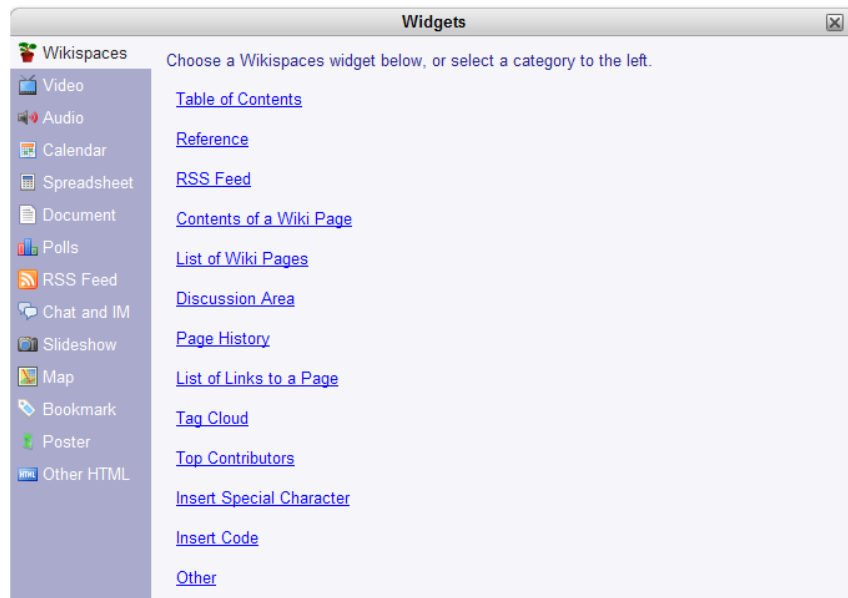 Widgets
Wikispaces
Video
Audio
Calendar
Spreadsheet
Document
Polls
RSS Feed
Chat and IM
Slideshow
Map
Bookmark
Poster
HTML Other HTML
Choose a Wikispaces widget below, or select a category to the left.
Table of Contents
Reference
RSS Feed
Contents of a Wiki Page
List of Wiki Pages
Discussion Area
Page History
List of Links to a Page
Tag Cloud
Top Contributors
Insert Special Character
Insert Code
Other